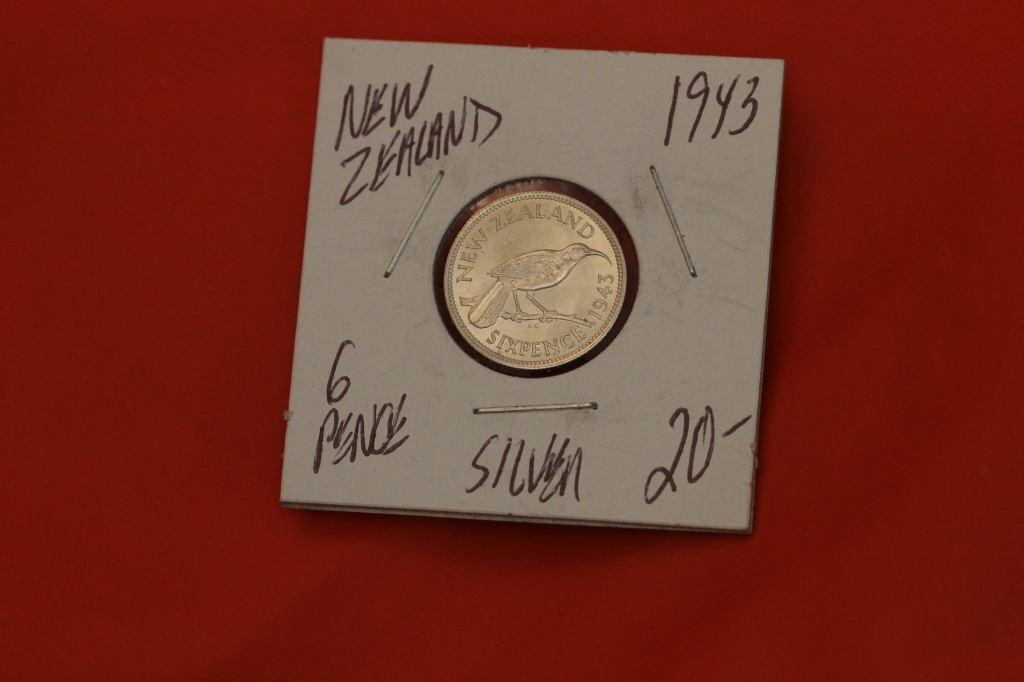 NEW
ZEALAND
1943
NEW·ZEALAND
1943
SIXPENCE
6
PENCE
SILVER
20-